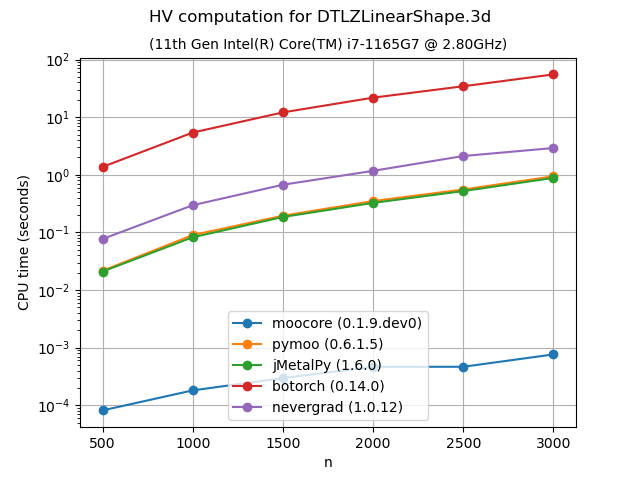 HV computation for DTLZLinearShape.3d
(11th Gen Intel(R) Core(TM) i7-1165G7 @ 2.80GHz)
CPU time (seconds)
10²
10¹
10⁰
10⁻¹
10⁻²
10⁻³
10⁻⁴
moocore (0.1.9.dev0)
pymoo (0.6.1.5)
jMetalPy (1.6.0)
botorch (0.14.0)
nevergrad (1.0.12)
500 1000 1500 2000 2500 3000
n